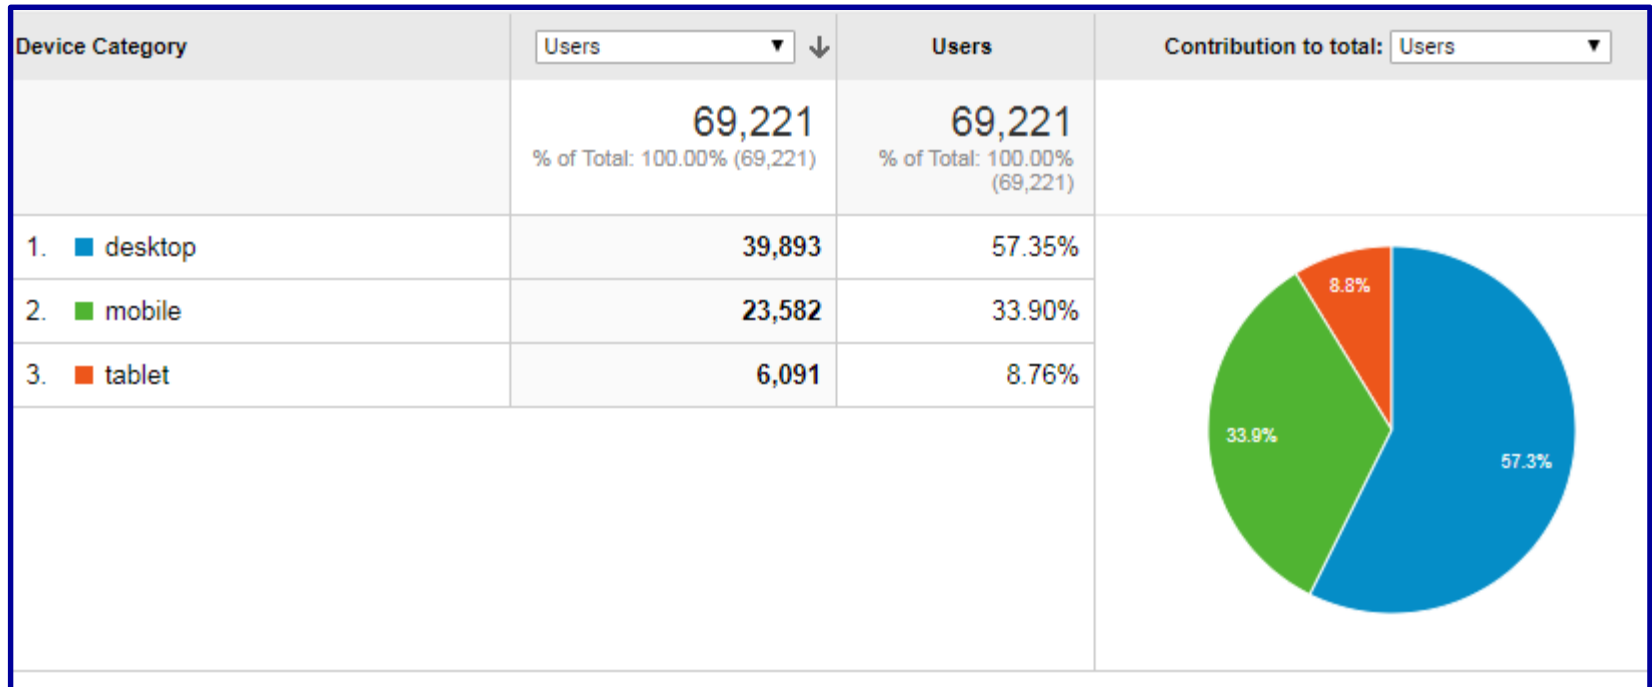 Device Category
Users
Users
Contribution to total: Users
69,221
% of Total: 100.00% (69,221)
69,221
% of Total: 100.00%
(69,221)
1. desktop 39,893 57.35%
2. mobile 23,582 33.90%
3. tablet 6,091 8.76%
8.8%
33.9%
57.3%